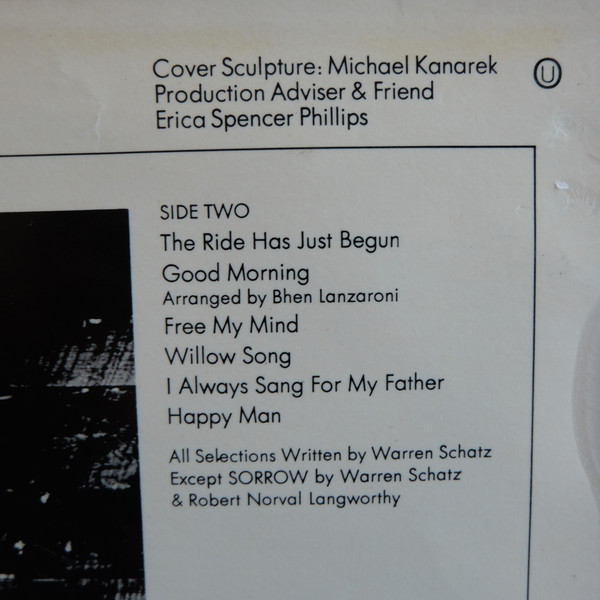 Cover Sculpture: Michael Kanarek
Production Adviser & Friend
Erica Spencer Phillips
Ⓤ
SIDE TWO
The Ride Has Just Begun
Good Morning
Arranged by Bhen Lanzaroni
Free My Mind
Willow Song
I Always Sang For My Father
Happy Man
All Selections Written by Warren Schatz
Except SORROW by Warren Schatz
& Robert Norval Langworthy